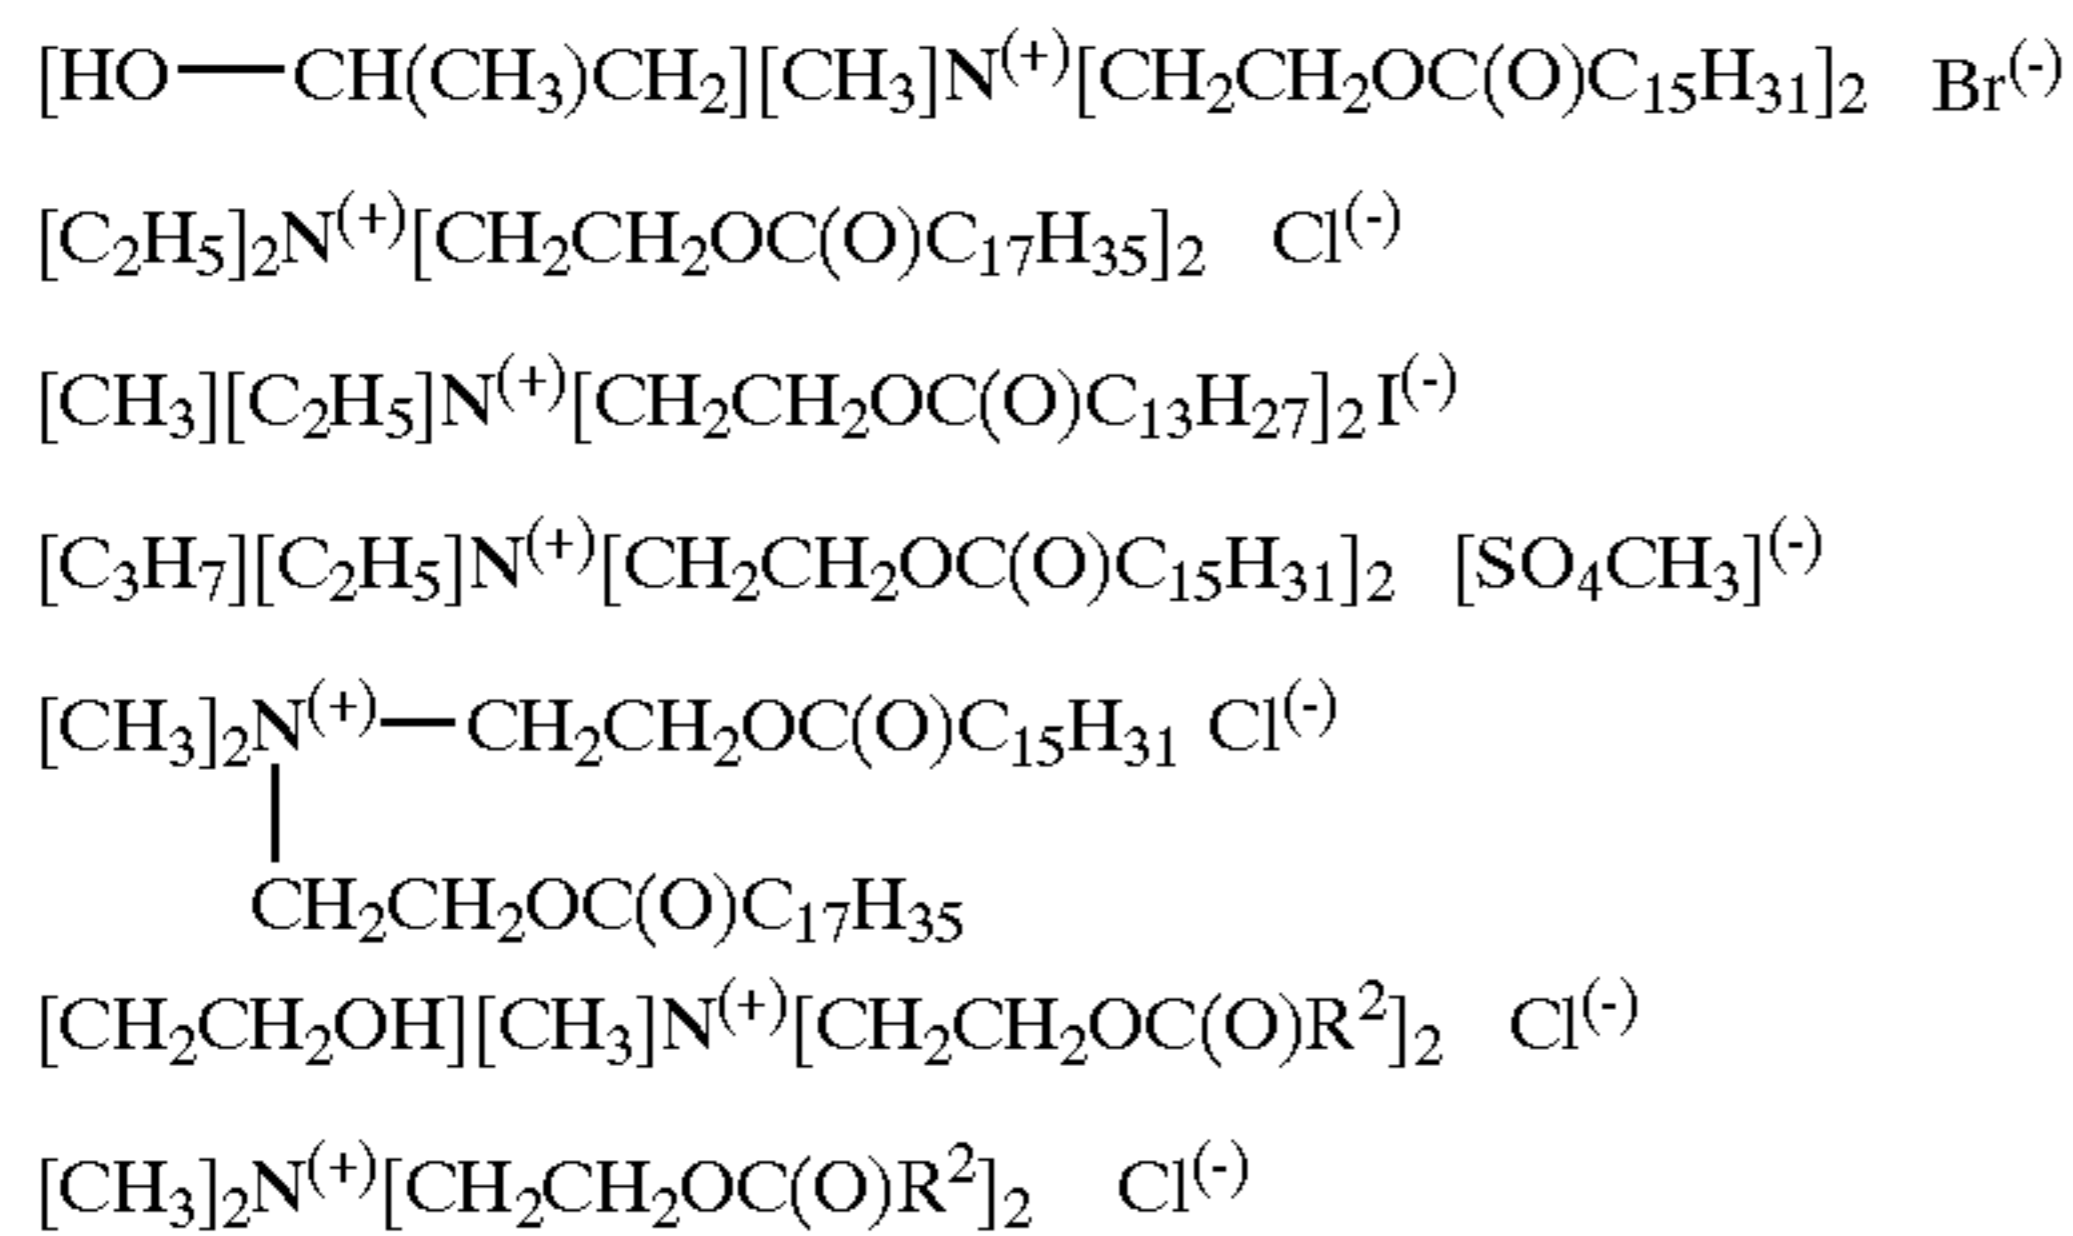 [HO—CH(CH₃)CH₂][CH₃]N⁽⁺⁾[CH₂CH₂OC(O)C₁₅H₃₁]₂ Br⁽⁻⁾
[C₂H₅]₂N⁽⁺⁾[CH₂CH₂OC(O)C₁₇H₃₅]₂ Cl⁽⁻⁾
[CH₃][C₂H₅]N⁽⁺⁾[CH₂CH₂OC(O)C₁₃H₂₇]₂ I⁽⁻⁾
[C₃H₇][C₂H₅]N⁽⁺⁾[CH₂CH₂OC(O)C₁₅H₃₁]₂ [SO₄CH₃]⁽⁻⁾
[CH₃]₂N⁽⁺⁾—CH₂CH₂OC(O)C₁₅H₃₁ Cl⁽⁻⁾
CH₂CH₂OC(O)C₁₇H₃₅
[CH₂CH₂OH][CH₃]N⁽⁺⁾[CH₂CH₂OC(O)R²]₂ Cl⁽⁻⁾
[CH₃]₂N⁽⁺⁾[CH₂CH₂OC(O)R²]₂ Cl⁽⁻⁾